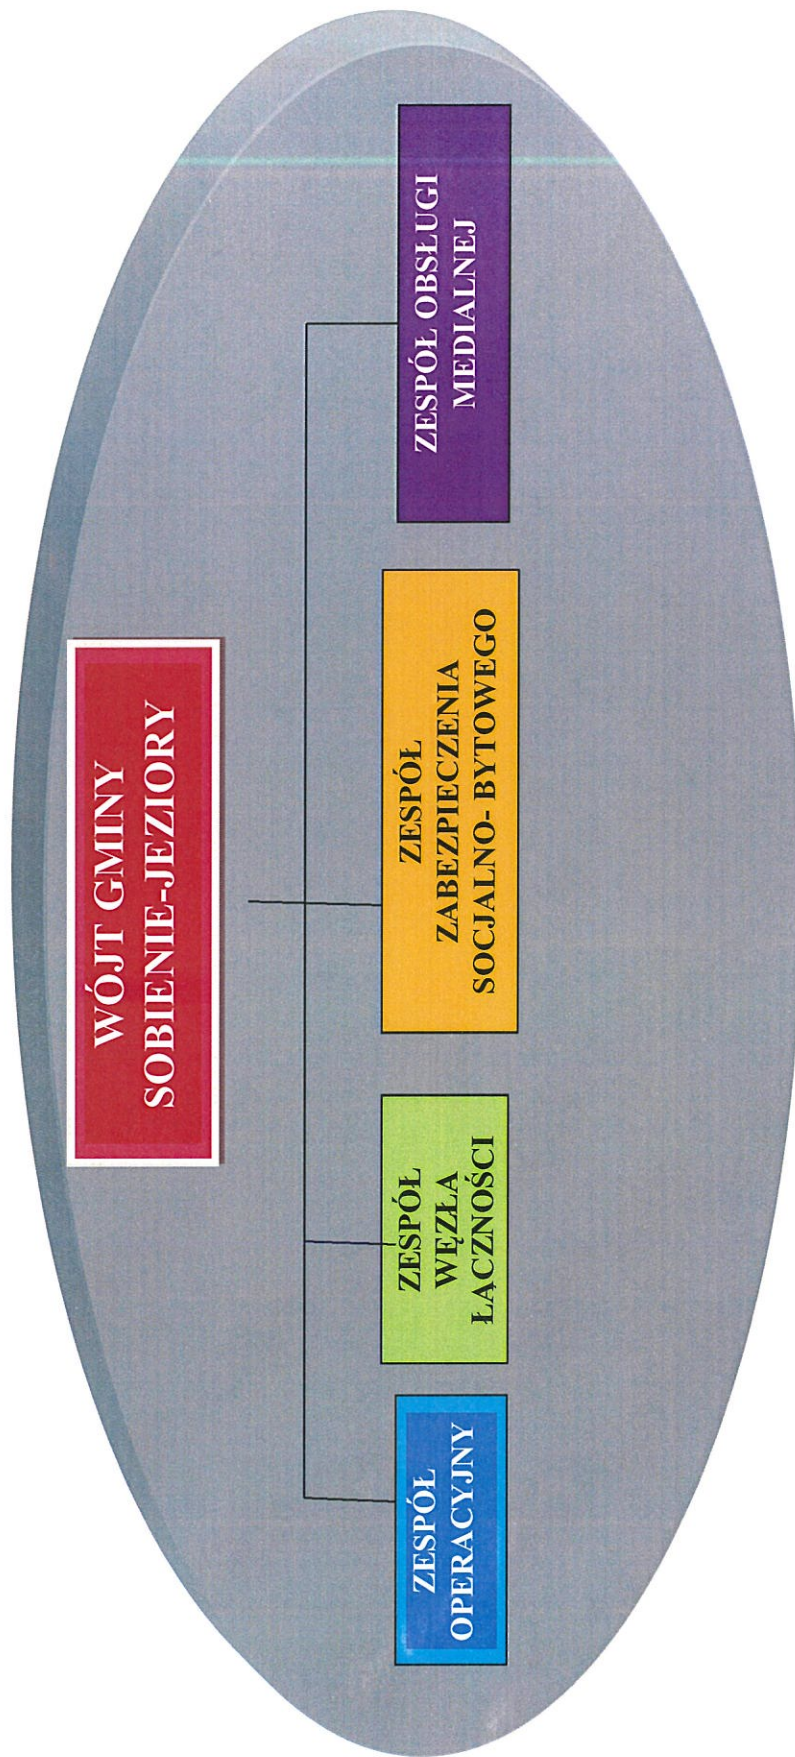 WÓJT GMINY
SOBIENIE-JEZIORY
ZESPÓŁ
OPERACYJNY
ZESPÓŁ
WĘZŁA
ŁĄCZNOŚCI
ZESPÓŁ
ZABEZPIECZENIA
SOCJALNO- BYTOWEGO
ZESPÓŁ OBSŁUGI
MEDIALNEJ